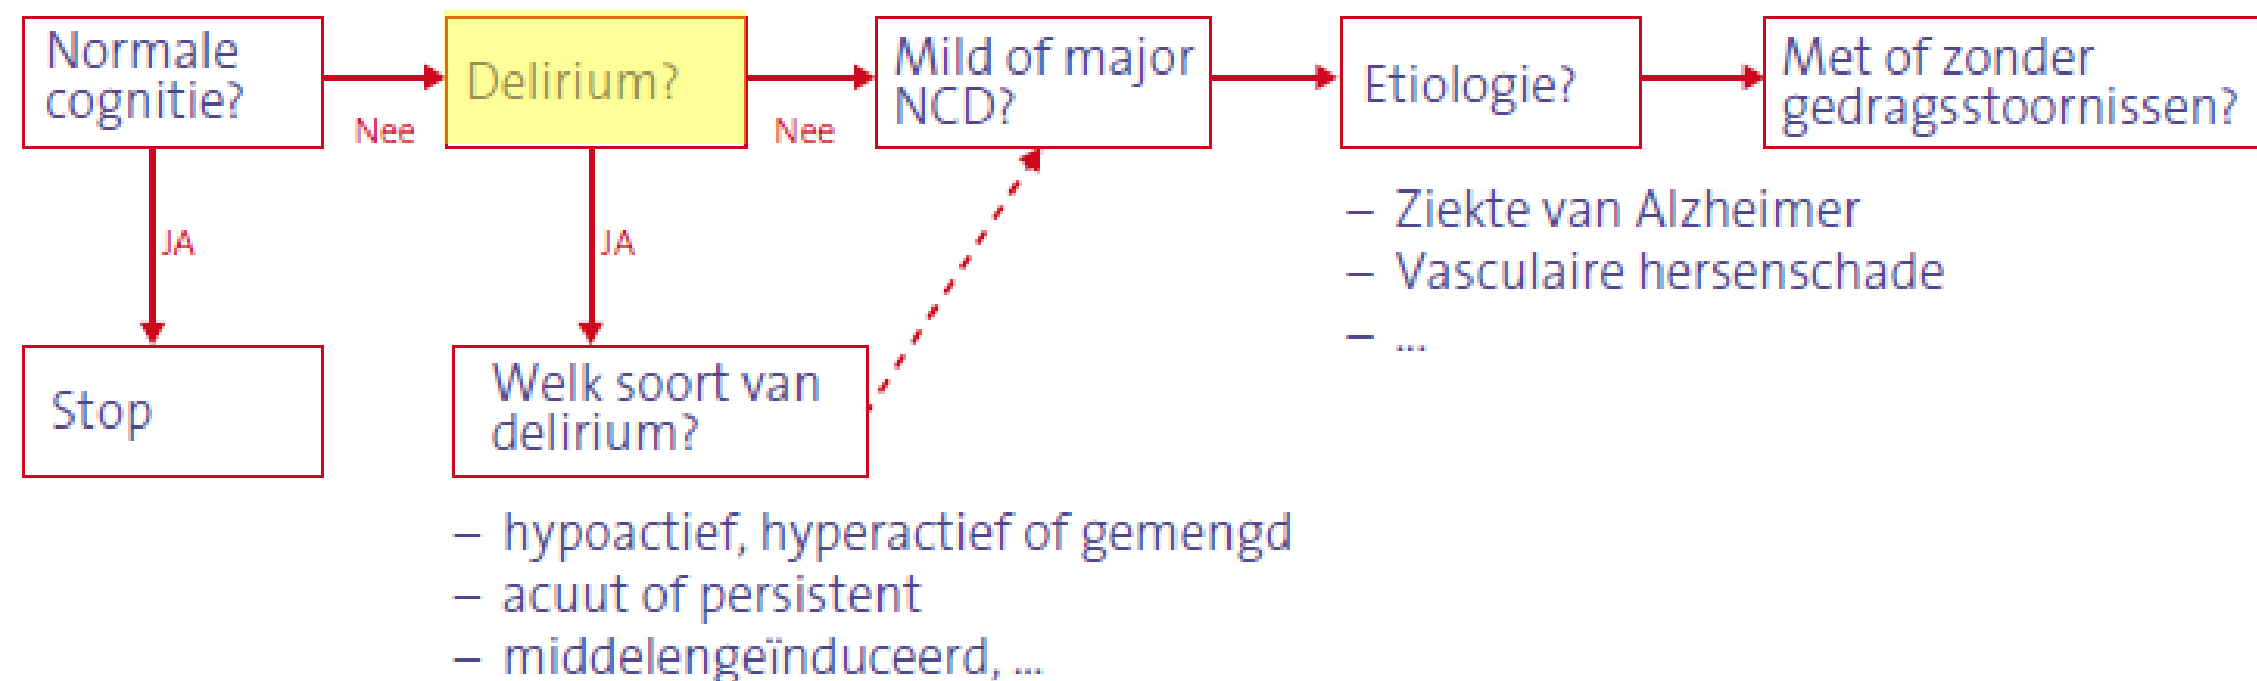 Normale
cognitie?
Nee
Delirium?
Nee
Mild of major
NCD?
Etiologie?
Met of zonder
gedragsstoornissen?
JA
JA
– Ziekte van Alzheimer
– Vasculaire hersenschade
– ...
Stop
Welk soort van
delirium?
– hypoactief, hyperactief of gemengd
– acuut of persistent
– middelengeïnduceerd, ...